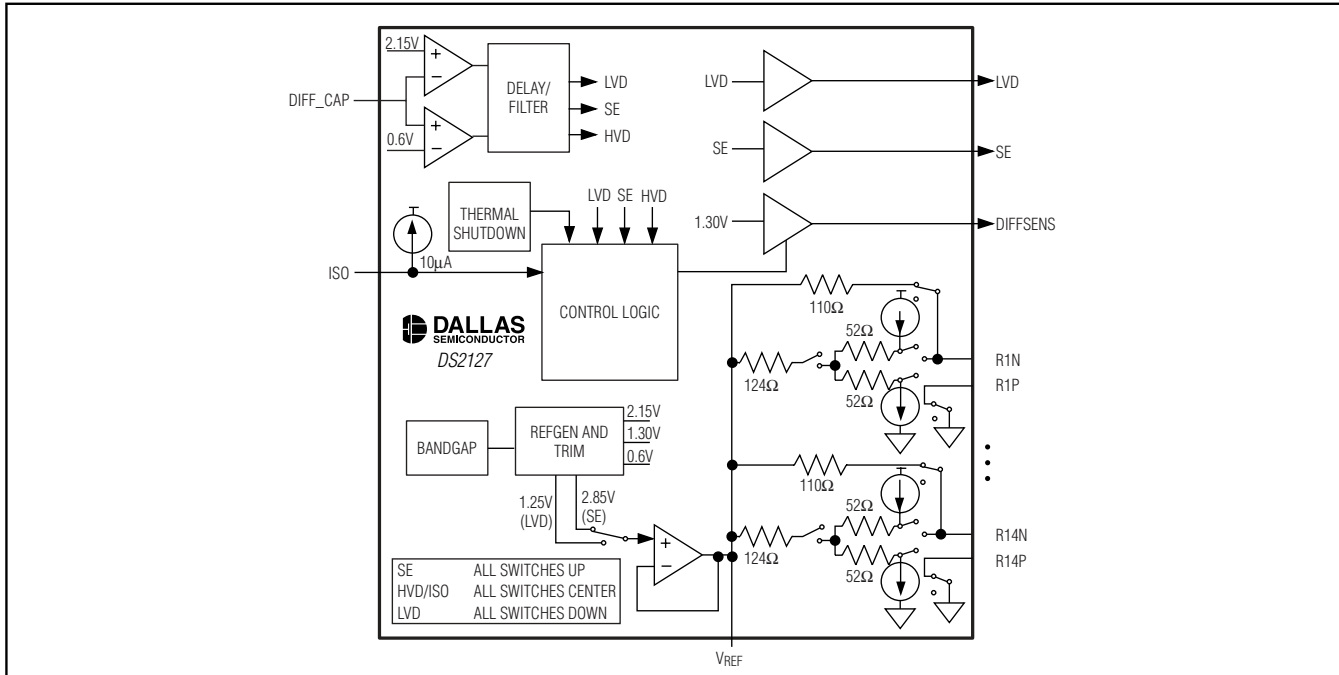 2.15V
DIFF_CAP
0.6V
DELAY/
FILTER
LVD
SE
HVD
LVD
LVD
SE
SE
1.30V
DIFFSENS
THERMAL
SHUTDOWN
LVD SE HVD
ISO
10µA
CONTROL LOGIC
DALLAS
SEMICONDUCTOR
DS2127
110Ω
52Ω
124Ω
52Ω
R1N
R1P
BANDGAP
REFGEN AND
TRIM
2.15V
1.30V
0.6V
1.25V
(LVD)
2.85V
(SE)
110Ω
52Ω
124Ω
52Ω
R14N
R14P
SE ALL SWITCHES UP
HVD/ISO ALL SWITCHES CENTER
LVD ALL SWITCHES DOWN
VREF